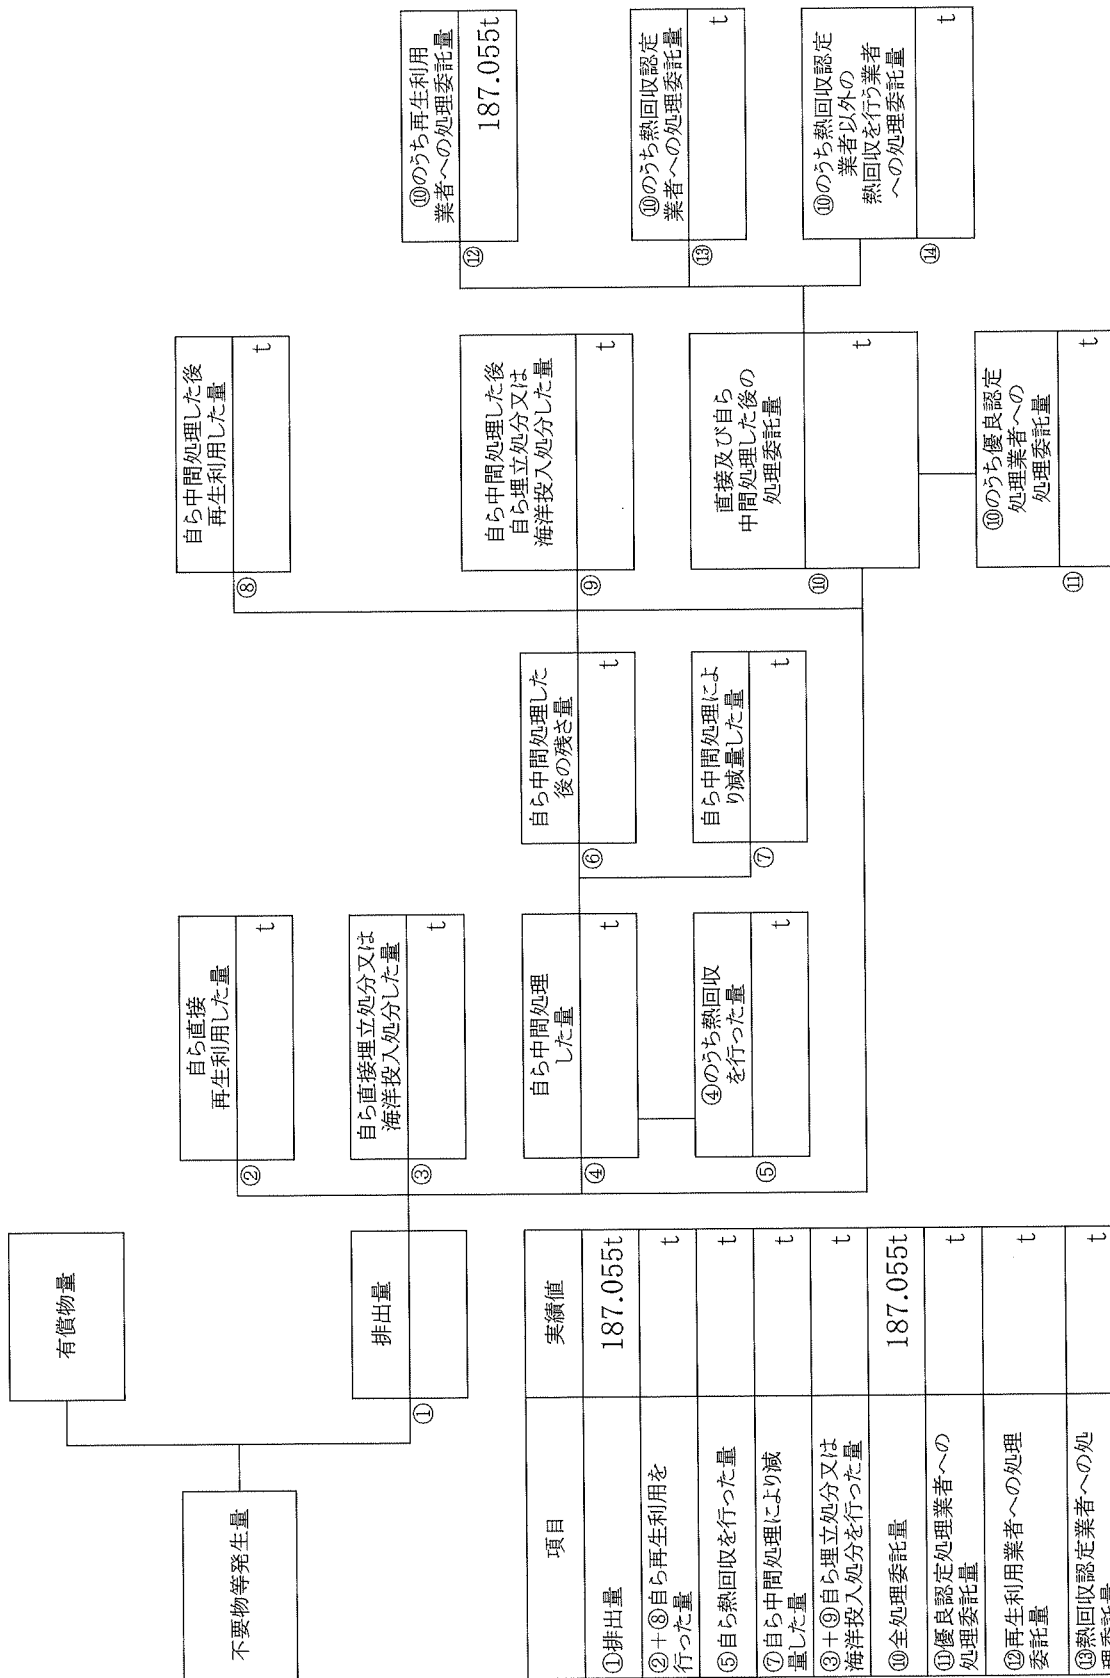 不要物等発生量
有償物量
①
排出量
②
自ら直接
再生利用した量
t
③
自ら直接埋立処分又は
海洋投入処分した量
t
④
自ら中間処理
した量
t
⑤
④のうち熱回収
を行った量
t
⑥
自ら中間処理した
後の残さ量
t
⑦
自ら中間処理によ
り減量した量
t
⑧
自ら中間処理した後
再生利用した量
t
⑨
自ら中間処理した後
自ら埋立処分又は
海洋投入処分した量
t
⑩
直接及び自ら
中間処理した後の
処理委託量
t
⑪
⑩のうち優良認定
処理業者への
処理委託量
t
⑫
⑩のうち再生利用
業者への処理委託量
187.055t
⑬
⑩のうち熱回収認定
業者への処理委託量
t
⑭
⑩のうち熱回収認定
業者以外の
熱回収を行う業者
への処理委託量
t
項目
実績値
①排出量
187.055t
②+⑧自ら再生利用を
行った量
t
⑤自ら熱回収を行った量
t
⑦自ら中間処理により減
量した量
t
③+⑨自ら埋立処分又は
海洋投入処分を行った量
t
⑩全処理委託量
187.055t
⑪優良認定処理業者への
処理委託量
t
⑫再生利用業者への処理
委託量
t
⑬熱回収認定業者への処
理委託量
t